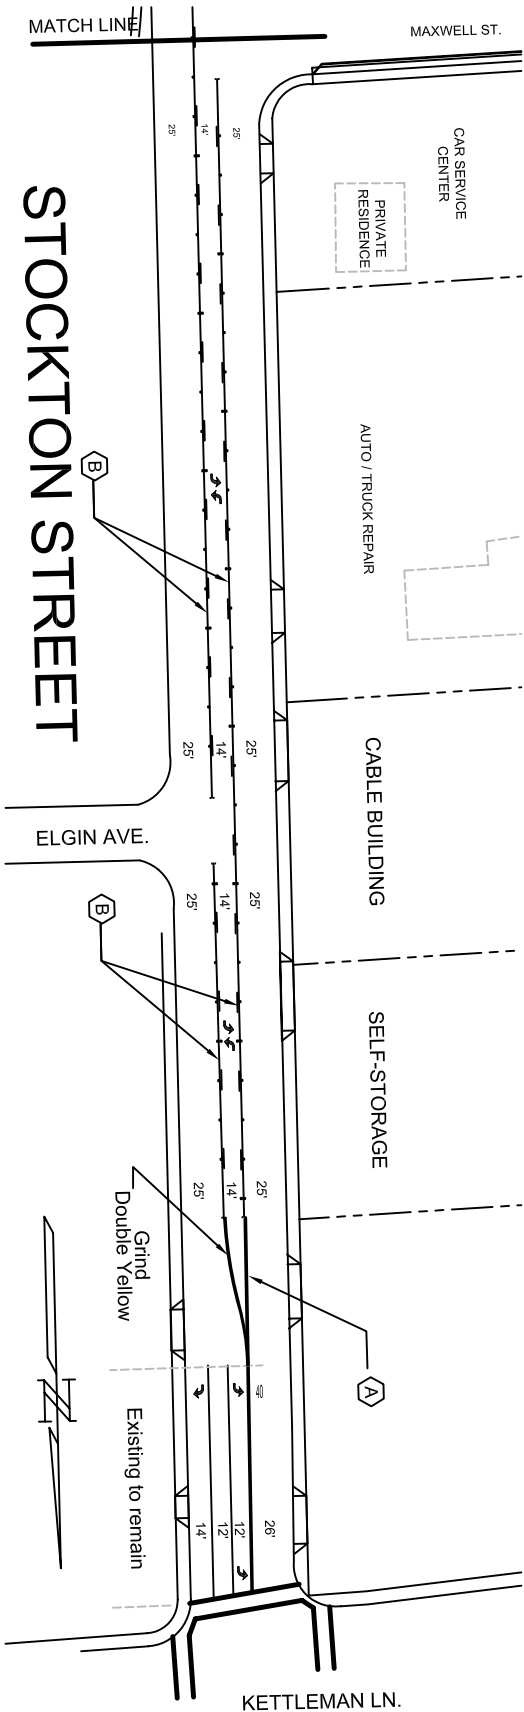 MATCH LINE
MAXWELL ST.
25'
14'
25'
CAR SERVICE
CENTER
PRIVATE
RESIDENCE
STOCKTON STREET
AUTO / TRUCK REPAIR
B
25'
14'
25'
CABLE BUILDING
ELGIN AVE.
25'
14'
25'
B
SELF-STORAGE
25'
14'
25'
Grind
Double Yellow
A
40
N
Existing to remain
14'
12'
12'
26'
KETTLEMAN LN.